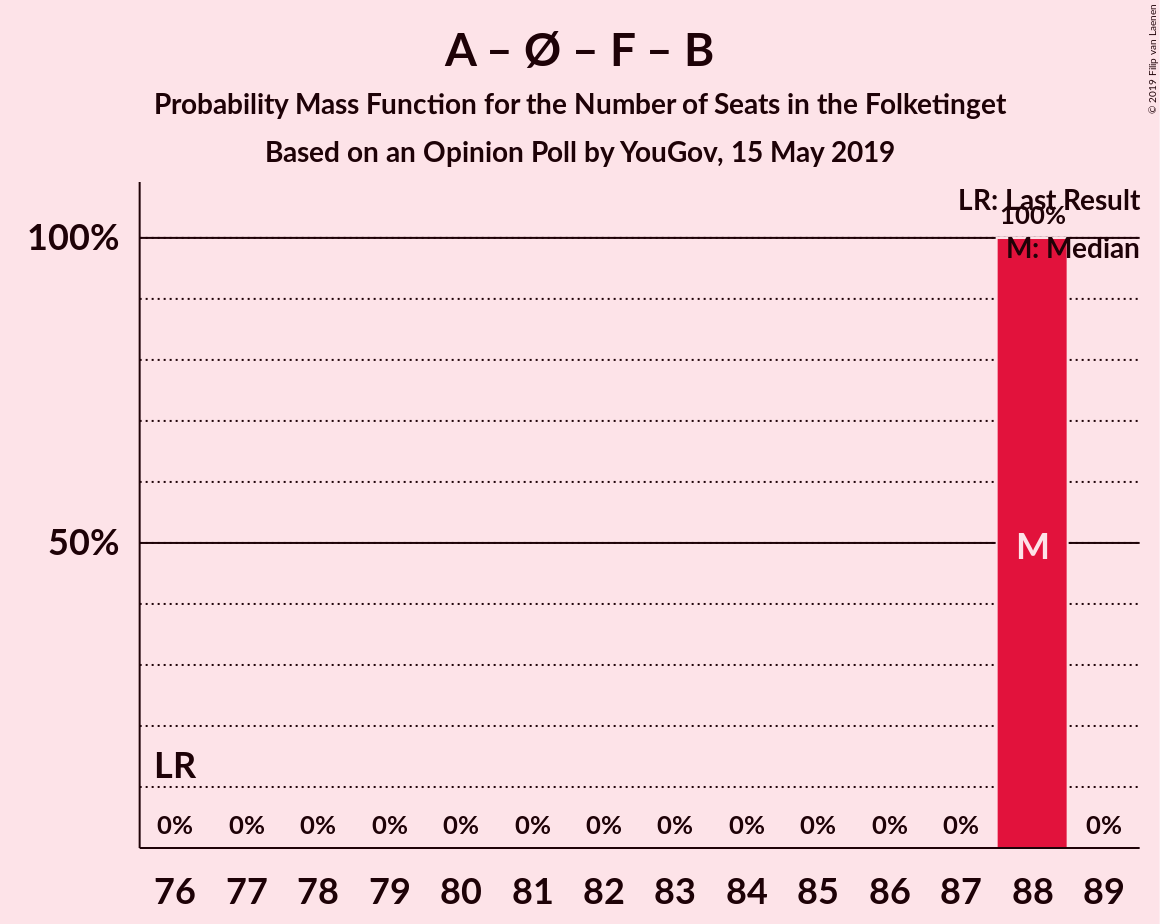 A – Ø – F – B
Probability Mass Function for the Number of Seats in the Folketinget
Based on an Opinion Poll by YouGov, 15 May 2019
© 2019 Filip van Laenen
LR: Last Result
100%
M: Median
100%
50%
M
LR
0% 0% 0% 0% 0% 0% 0% 0% 0% 0% 0% 0% 0%
76 77 78 79 80 81 82 83 84 85 86 87 88 89